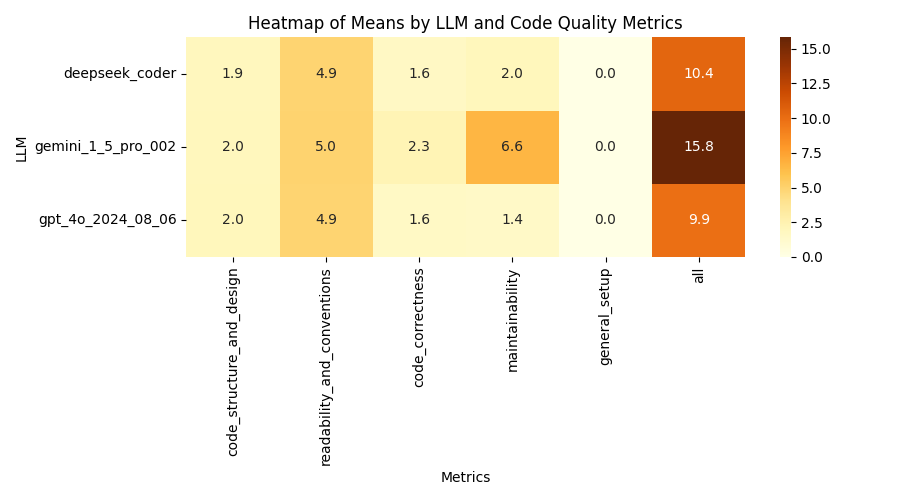 Heatmap of Means by LLM and Code Quality Metrics
LLM
deepseek_coder 1.9 4.9 1.6 2.0 0.0 10.4
gemini_1_5_pro_002 2.0 5.0 2.3 6.6 0.0 15.8
gpt_4o_2024_08_06 2.0 4.9 1.6 1.4 0.0 9.9
code_structure_and_design
readability_and_conventions
code_correctness
maintainability
general_setup
all
Metrics
15.0
12.5
10.0
7.5
5.0
2.5
0.0